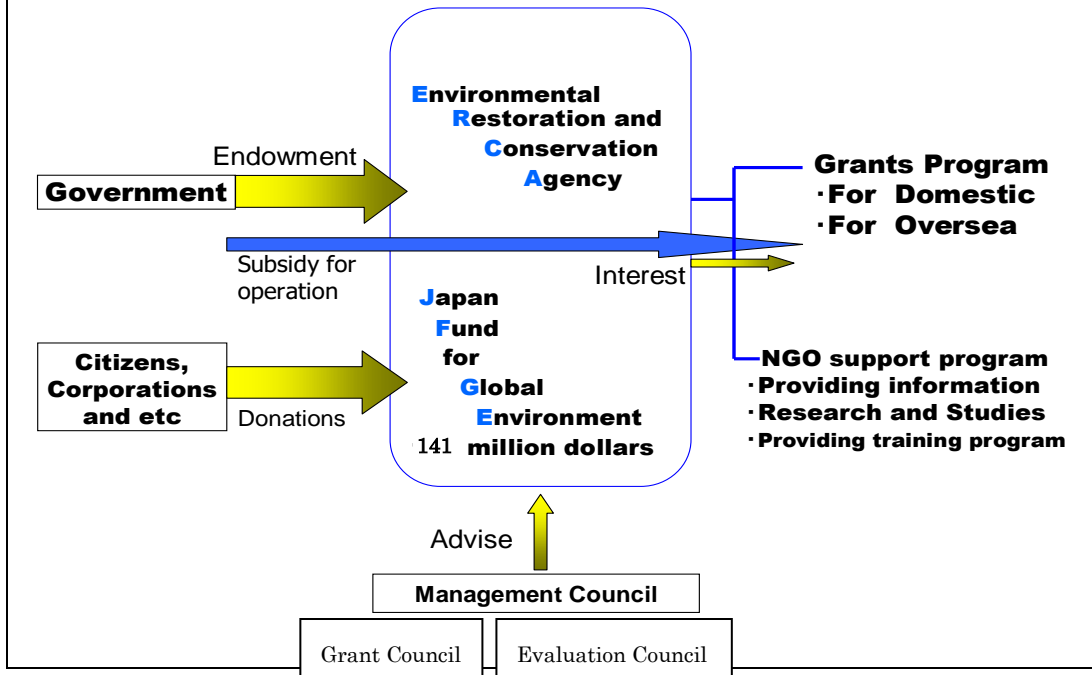 Environmental
Restoration and
Conservation
Agency
Endowment
Government
Subsidy for
operation
Interest
Grants Program
·For Domestic
·For Oversea
Japan
Fund
for
Global
Environment
141 million dollars
Citizens,
Corporations
and etc
Donations
NGO support program
·Providing information
·Research and Studies
·Providing training program
Advise
Management Council
Grant Council
Evaluation Council